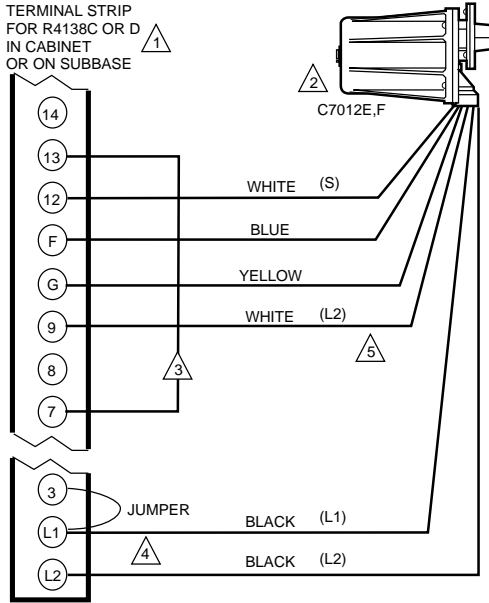 TERMINAL STRIP
FOR R4138C OR D
IN CABINET
OR ON SUBBASE
1
2
C7012E,F
14
13
12
WHITE (S)
F
BLUE
G
YELLOW
9
WHITE (L2)
5
8
3
7
3
JUMPER
L1
BLACK (L1)
4
L2
BLACK (L2)